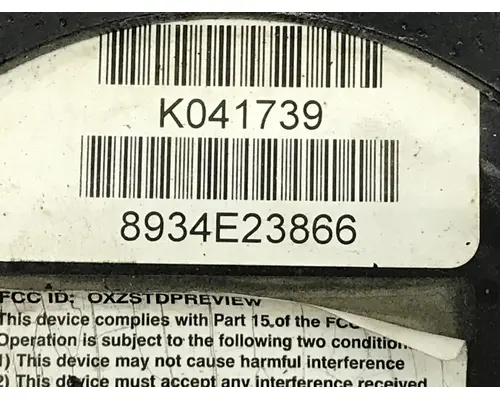 K041739
8934E23866
FCC ID; OXZSTDPREVIEW
This device complies with Part 15.of the FCC
Operation is subject to the following two
1) This device may not cause harmful interference
2) This device must accept any interference received